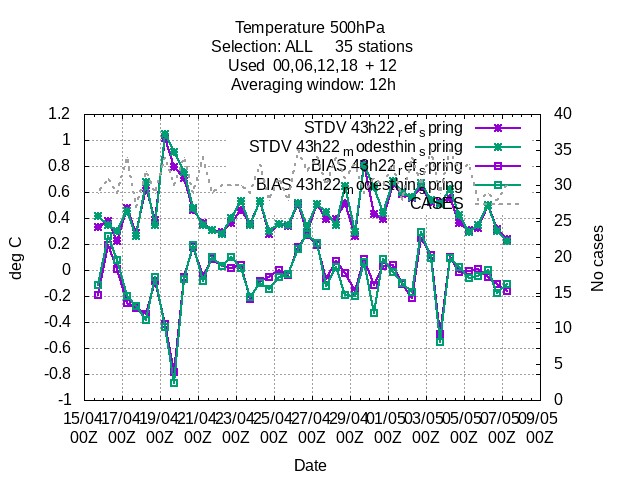 Temperature 500hPa
Selection: ALL 35 stations
Used 00,06,12,18 + 12
Averaging window: 12h
STDV 43h22_ref_spring
STDV 43h22_modesthin_spring
BIAS 43h22_ref_spring
BIAS 43h22_modesthin_spring
CASES
1.2
1
0.8
0.6
0.4
0.2
0
-0.2
-0.4
-0.6
-0.8
-1
deg C
40
35
30
25
20
15
10
5
0
No cases
15/04 17/04 19/04 21/04 23/04 25/04 27/04 29/04 01/05 03/05 05/05 07/05 09/05
00Z 00Z 00Z 00Z 00Z 00Z 00Z 00Z 00Z 00Z 00Z 00Z 00Z
Date